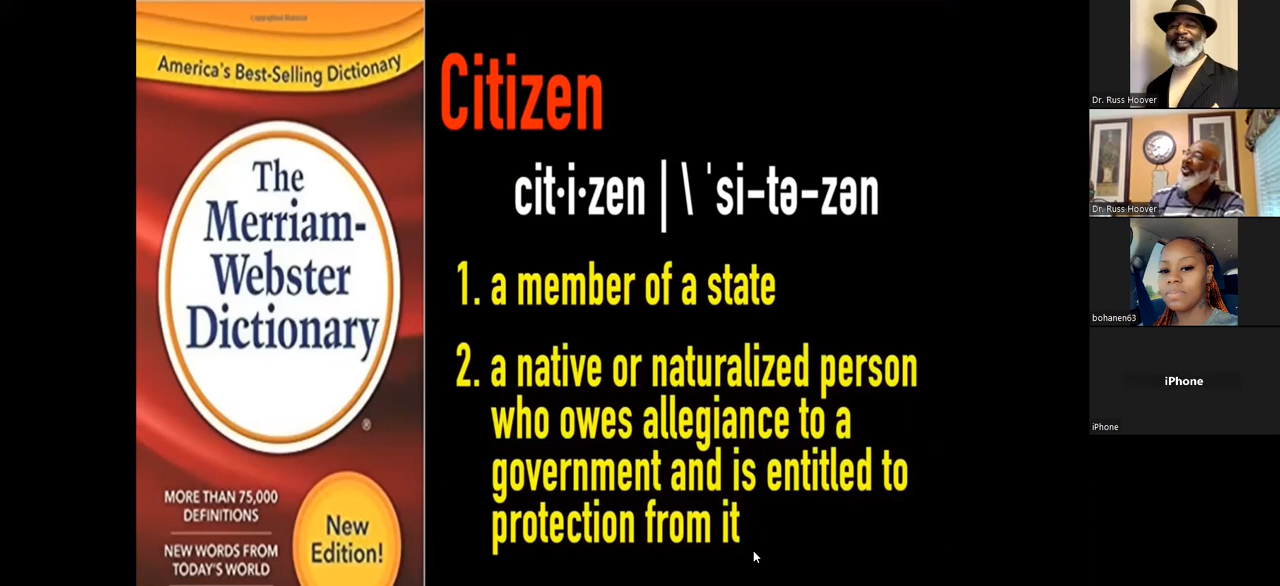 Copyrighted Material
America's Best-Selling Dictionary
The
Merriam-
Webster
Dictionary
®
MORE THAN 75,000
DEFINITIONS
NEW WORDS FROM
TODAY'S WORLD
New
Edition!
Citizen
cit·i·zen | \ ˈsi-tə-zən
1. a member of a state
2. a native or naturalized person
who owes allegiance to a
government and is entitled to
protection from it
Dr. Russ Hoover
Dr. Russ Hoover
bohanen63
iPhone
iPhone